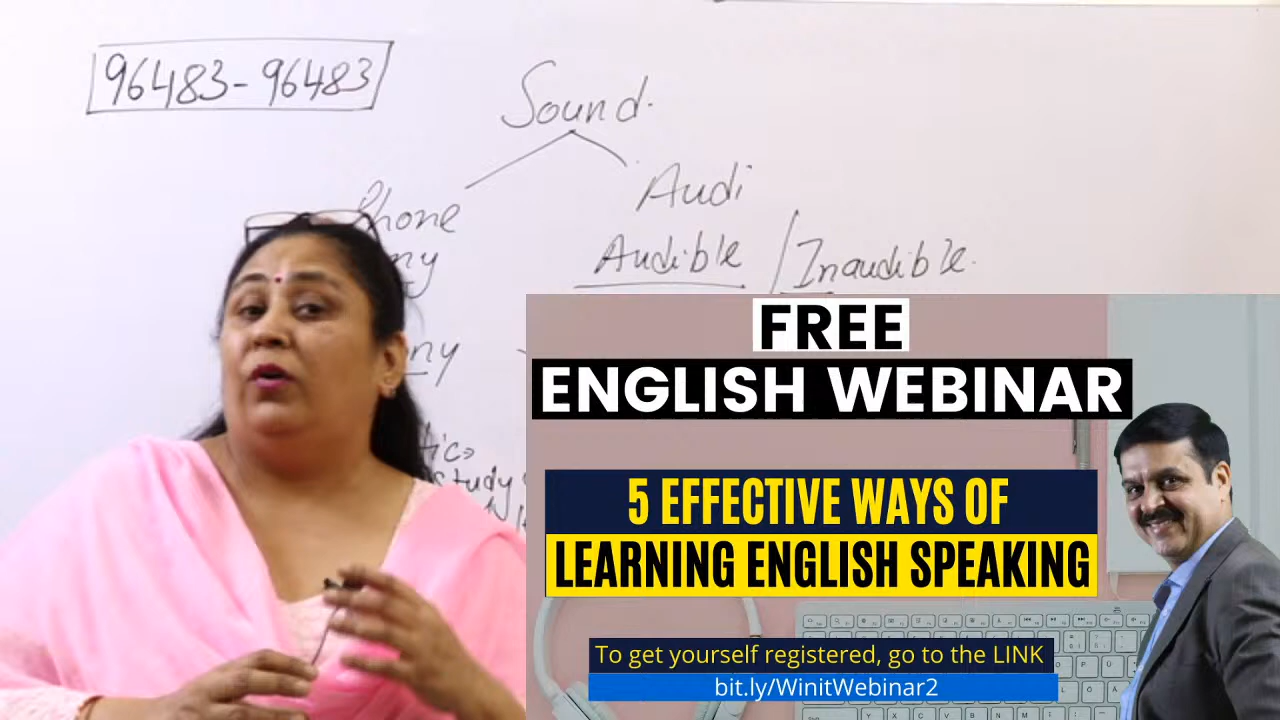 96483-96483
Sound.
Phone
Audi
Audible / Inaudible.
study
FREE
ENGLISH WEBINAR
5 EFFECTIVE WAYS OF
LEARNING ENGLISH SPEAKING
To get yourself registered, go to the LINK
bit.ly/WinitWebinar2